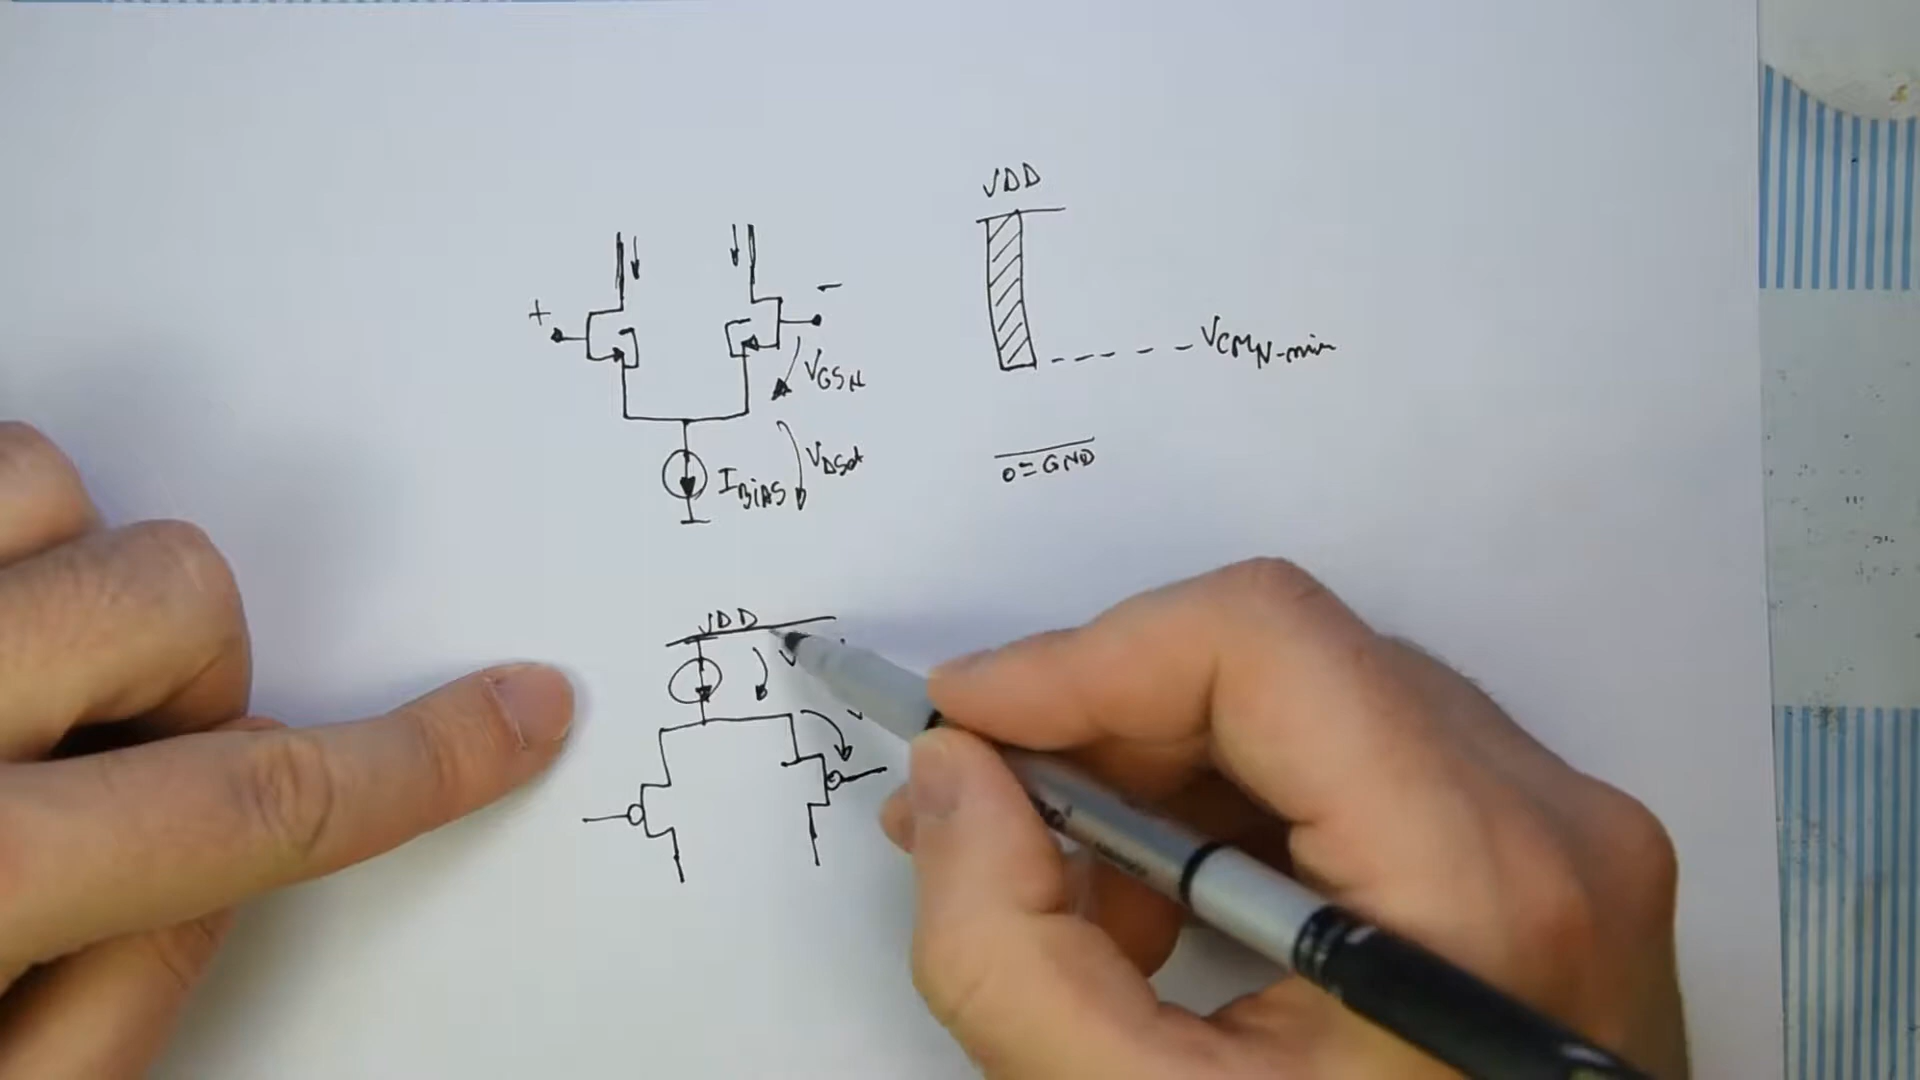 VDD
+
-
VGSN
VCMN-min
VDSat
IBIAS
0=GND
VDD